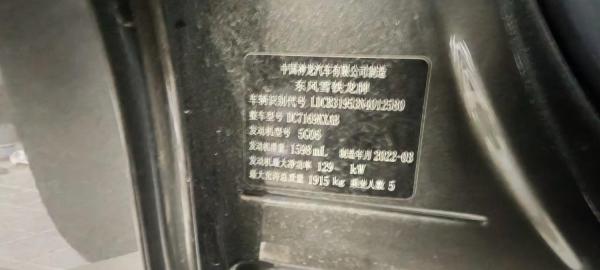 中国神龙汽车有限公司制造
东风雪铁龙牌
车辆识别代号
整车型号
发动机型号 5G06
发动机排量 1598 mL 制造年月 2022-03
发动机最大净功率 129 kW
最大允许总质量 1915 kg 乘坐人数 5